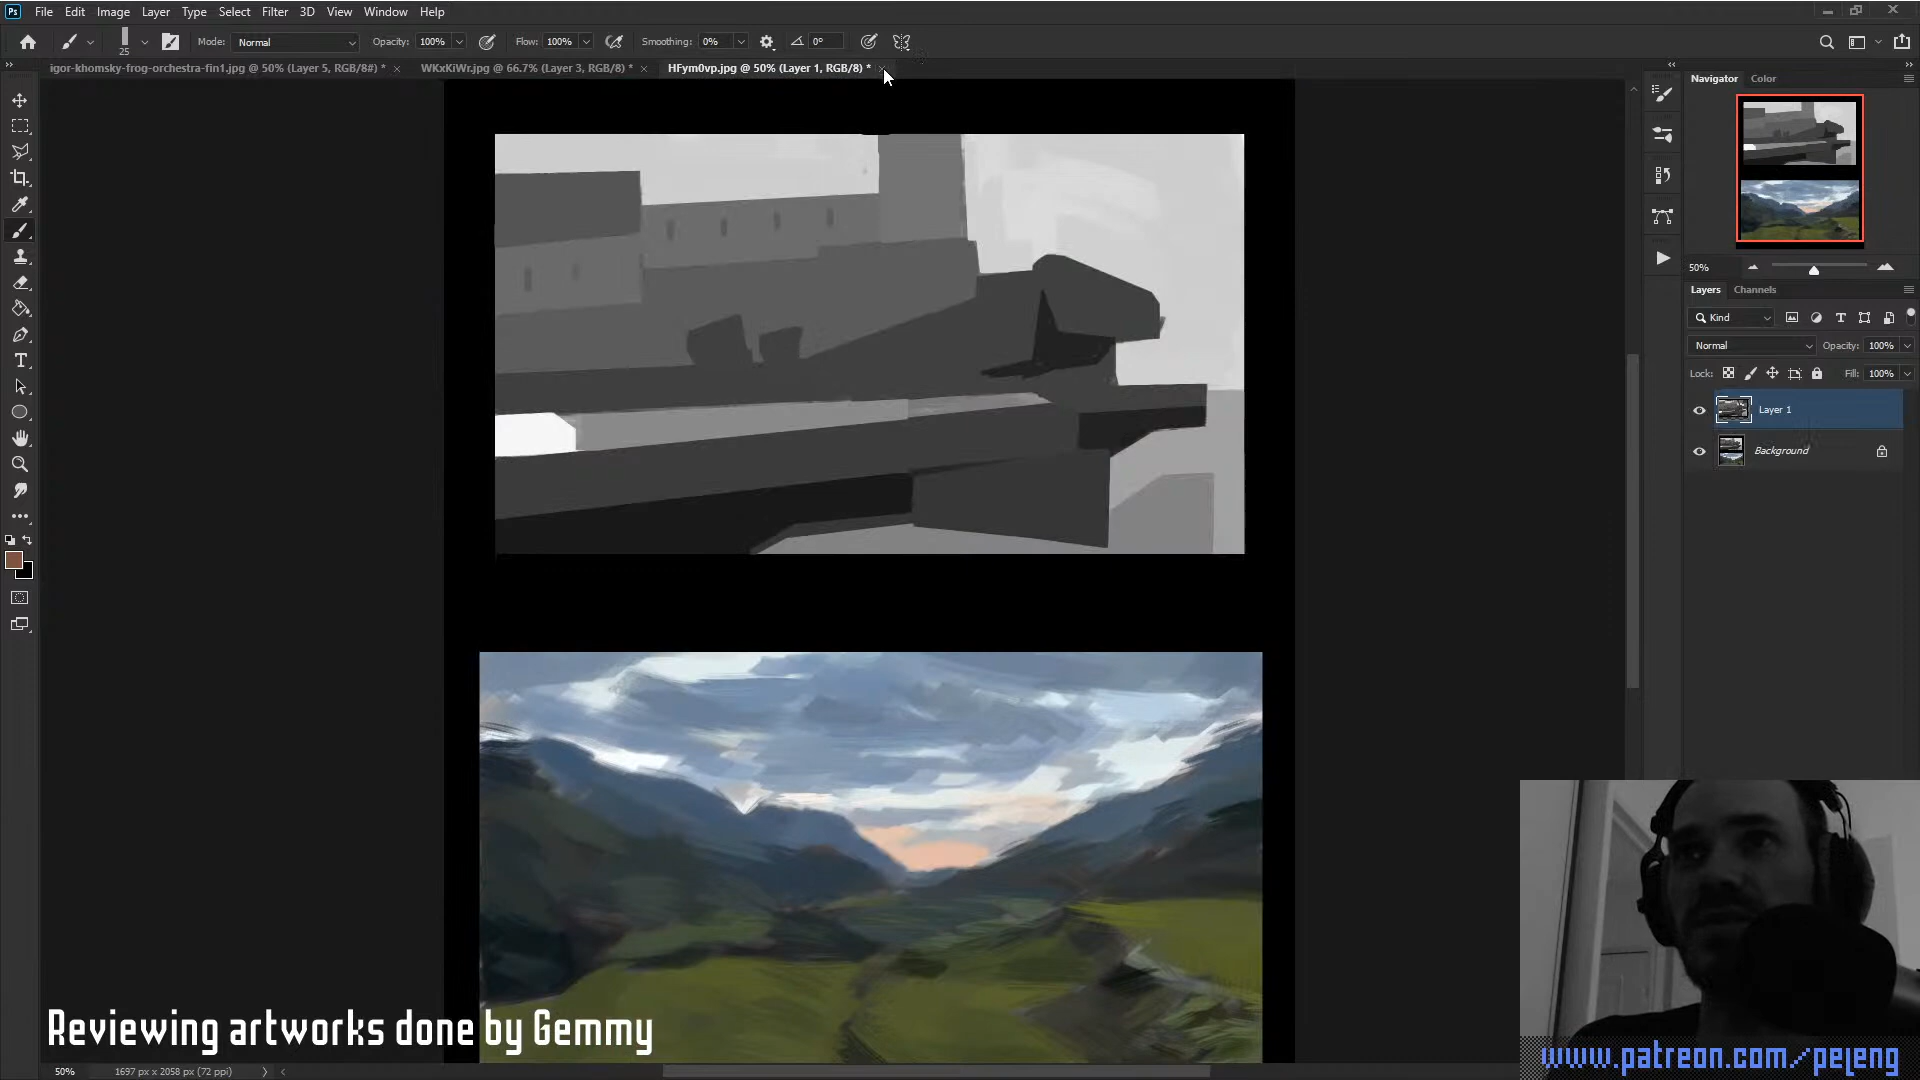 Ps File Edit Image Layer Type Select Filter 3D View Window Help
25 Mode: Normal Opacity: 100% Flow: 100% Smoothing: 0% 0°
igor-khomsky-frog-orchestra-fin1.jpg @ 50% (Layer 5, RGB/8#) * WKxKiWr.jpg @ 66.7% (Layer 3, RGB/8) * HFym0vp.jpg @ 50% (Layer 1, RGB/8) *
Navigator Color
50%
Layers Channels
Kind
Normal Opacity: 100%
Lock: Fill: 100%
Layer 1
Background
Reviewing artworks done by Gemmy
www.patreon.com/peleng
50% 1697 px x 2058 px (72 ppi)